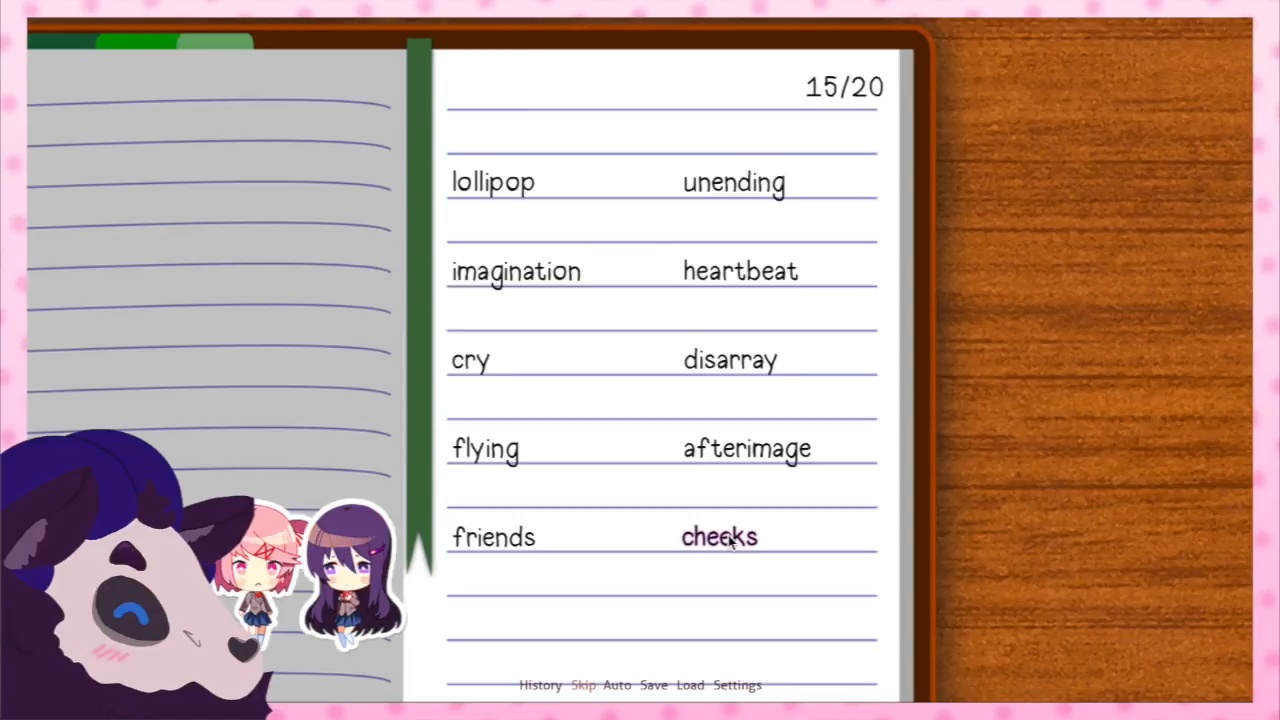 15/20
lollipop unending
imagination heartbeat
cry disarray
flying afterimage
friends cheeks
History Skip Auto Save Load Settings